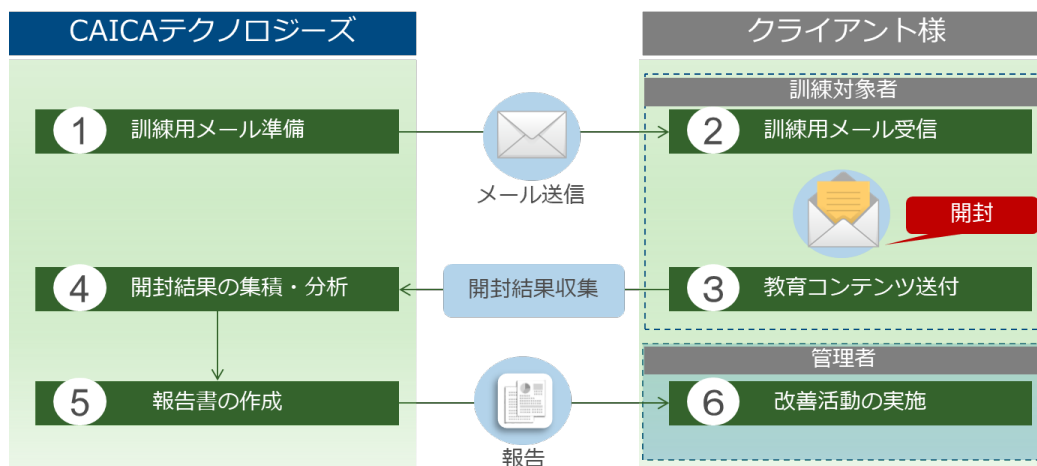 CAICAテクノロジーズ
クライアント様
訓練対象者
1 訓練用メール準備
メール送信
2 訓練用メール受信
開封
3 教育コンテンツ送付
開封結果収集
4 開封結果の集積・分析
5 報告書の作成
報告
管理者
6 改善活動の実施